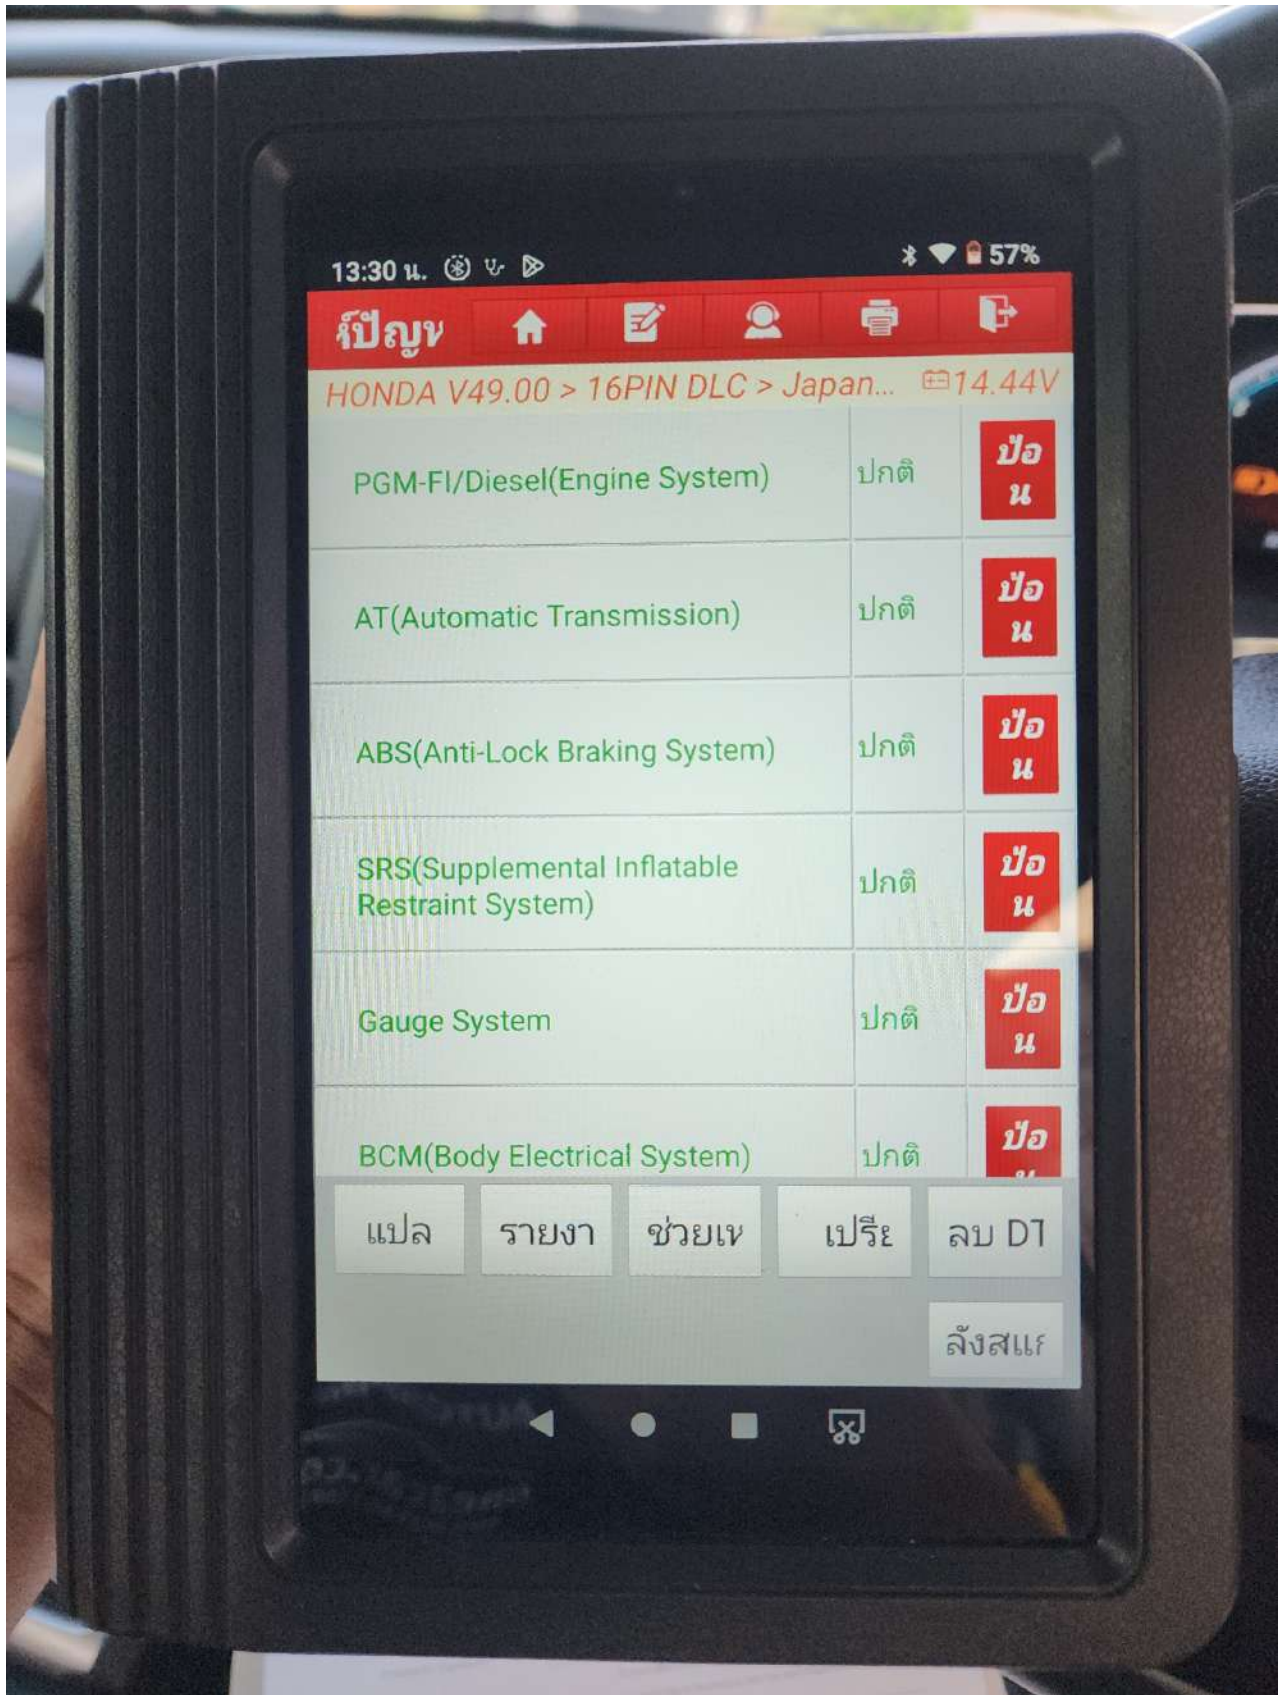 13:30 น.
57%
ห์ปัญห
HONDA V49.00 > 16PIN DLC > Japan...
14.44V
PGM-FI/Diesel(Engine System)
ปกติ
ป้อ
น
AT(Automatic Transmission)
ปกติ
ป้อ
น
ABS(Anti-Lock Braking System)
ปกติ
ป้อ
น
SRS(Supplemental Inflatable
Restraint System)
ปกติ
ป้อ
น
Gauge System
ปกติ
ป้อ
น
BCM(Body Electrical System)
ปกติ
ป้อ
น
แปล
รายงา
ช่วยเห
เปรีย
ลบ DT
ลังสแก